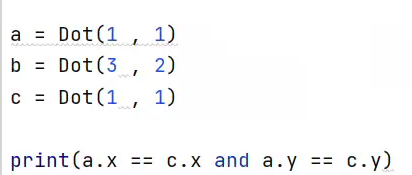 a = Dot(1 , 1)
b = Dot(3 , 2)
c = Dot(1 , 1)
print(a.x == c.x and a.y == c.y)